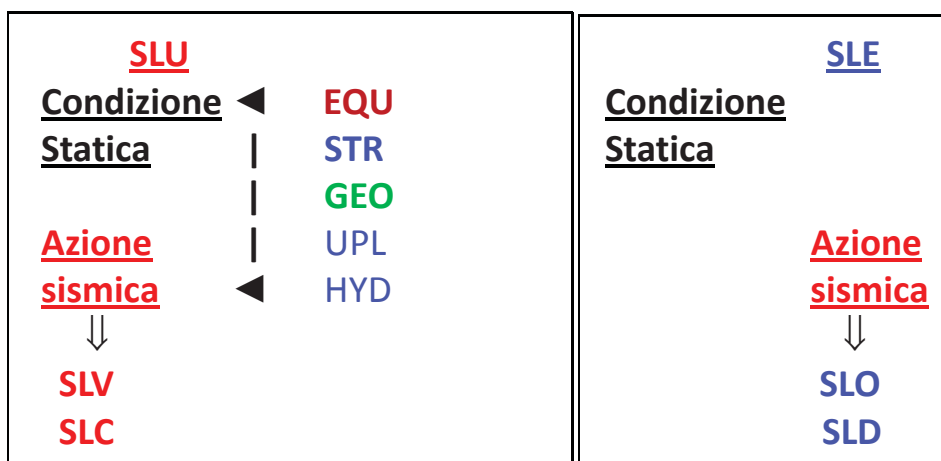 SLU
Condizione ◄ EQU
Statica | STR
| GEO
Azione | UPL
sismica ◄ HYD
⇓
SLV
SLC
SLE
Condizione
Statica
Azione
sismica
⇓
SLO
SLD